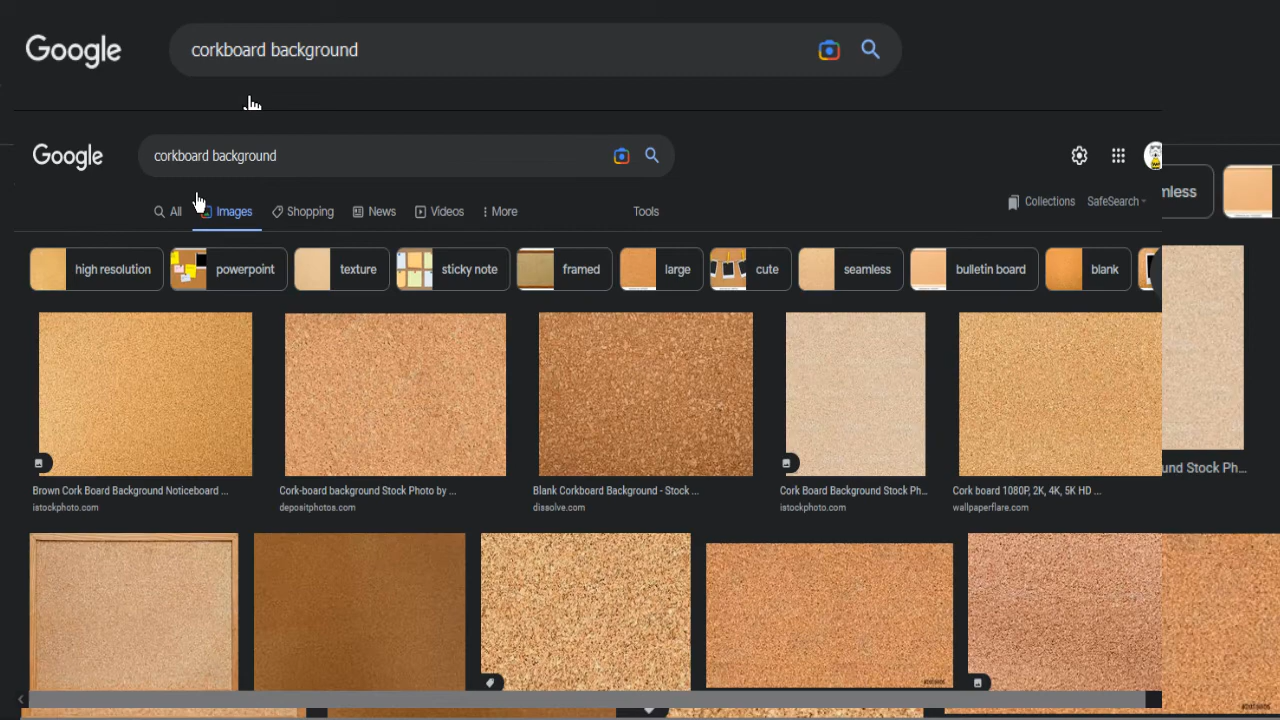 Google corkboard background
Google corkboard background
All Images Shopping News Videos More Tools Collections SafeSearch
mless
high resolution powerpoint texture sticky note framed large cute seamless bulletin board blank
und Stock Ph...
Brown Cork Board Background Noticeboard ... Cork-board background Stock Photo by ... Blank Corkboard Background - Stock ... Cork Board Background Stock Ph... Cork board 1080P, 2K, 4K, 5K HD ...
istockphoto.com depositphotos.com dissolve.com istockphoto.com wallpaperflare.com